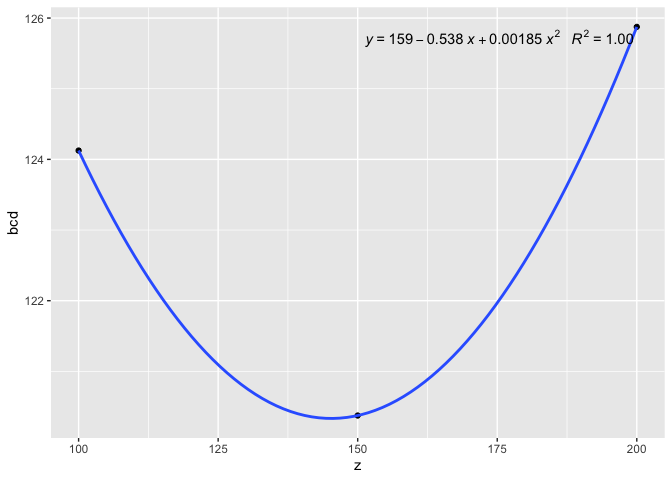 126
y = 159 – 0.538 x + 0.00185 x² R² = 1.00
124
bcd
122
100 125 150 175 200
z